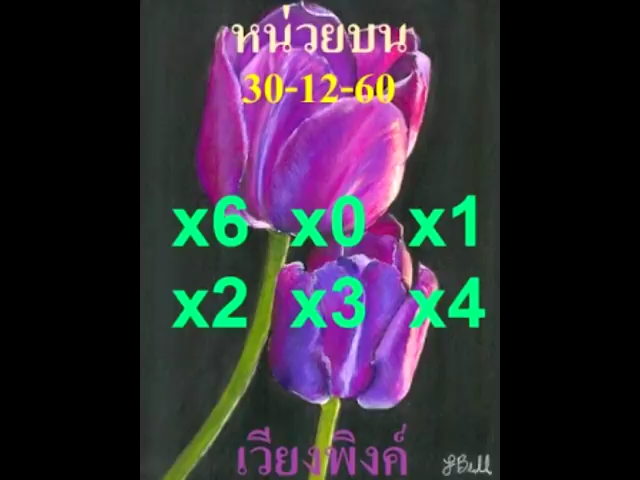 หน่วยบน
30-12-60
x6 x0 x1
x2 x3 x4
เวียงพิงค์